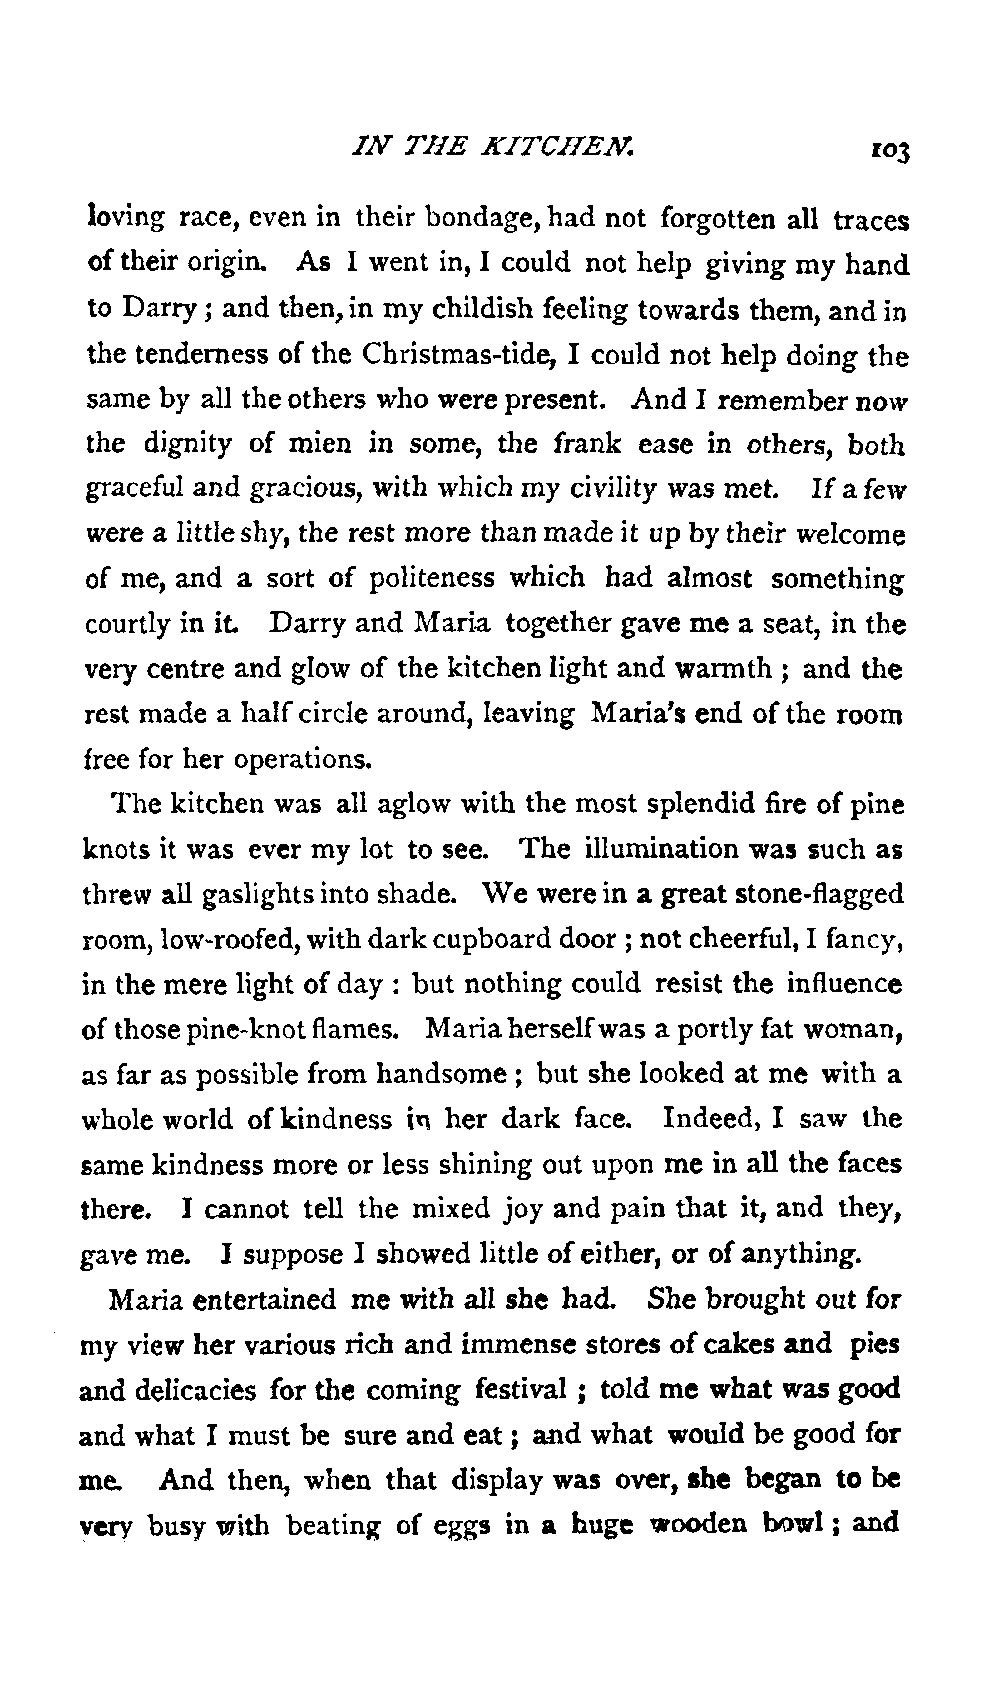 IN THE KITCHEN. 103
loving race, even in their bondage, had not forgotten all traces
of their origin. As I went in, I could not help giving my hand
to Darry ; and then, in my childish feeling towards them, and in
the tenderness of the Christmas-tide, I could not help doing the
same by all the others who were present. And I remember now
the dignity of mien in some, the frank ease in others, both
graceful and gracious, with which my civility was met. If a few
were a little shy, the rest more than made it up by their welcome
of me, and a sort of politeness which had almost something
courtly in it. Darry and Maria together gave me a seat, in the
very centre and glow of the kitchen light and warmth ; and the
rest made a half circle around, leaving Maria's end of the room
free for her operations.
The kitchen was all aglow with the most splendid fire of pine
knots it was ever my lot to see. The illumination was such as
threw all gaslights into shade. We were in a great stone-flagged
room, low-roofed, with dark cupboard door ; not cheerful, I fancy,
in the mere light of day : but nothing could resist the influence
of those pine-knot flames. Maria herself was a portly fat woman,
as far as possible from handsome ; but she looked at me with a
whole world of kindness in her dark face. Indeed, I saw the
same kindness more or less shining out upon me in all the faces
there. I cannot tell the mixed joy and pain that it, and they,
gave me. I suppose I showed little of either, or of anything.
Maria entertained me with all she had. She brought out for
my view her various rich and immense stores of cakes and pies
and delicacies for the coming festival ; told me what was good
and what I must be sure and eat ; and what would be good for
me. And then, when that display was over, she began to be
very busy with beating of eggs in a huge wooden bowl ; and